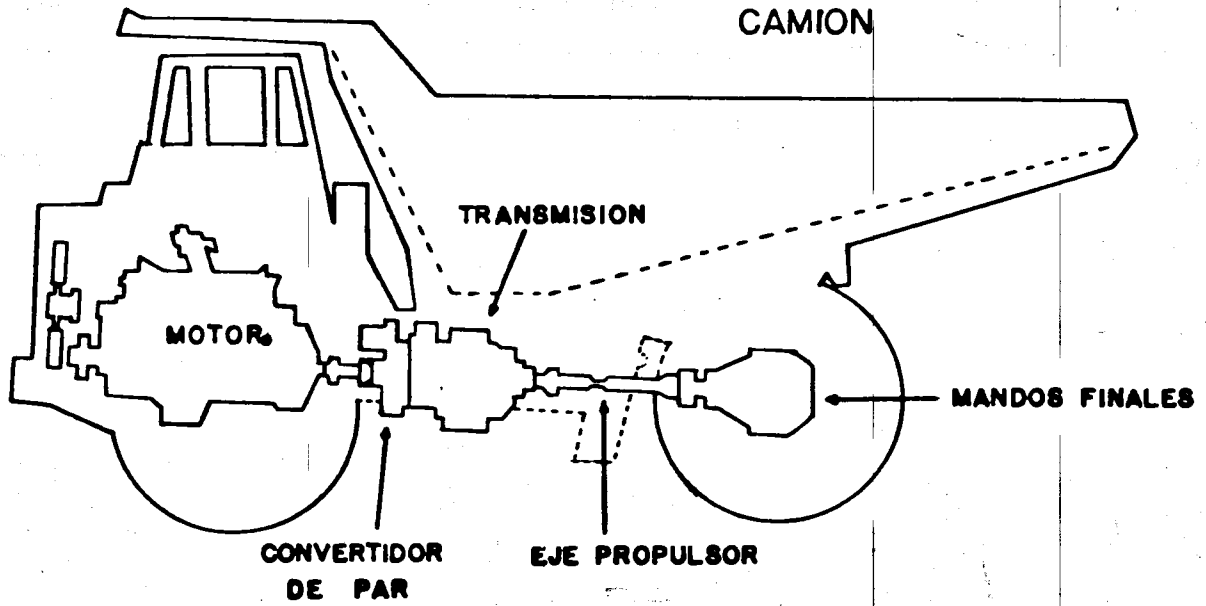 CAMION
TRANSMISION
MOTOR
MANDOS FINALES
CONVERTIDOR
DE PAR
EJE PROPULSOR